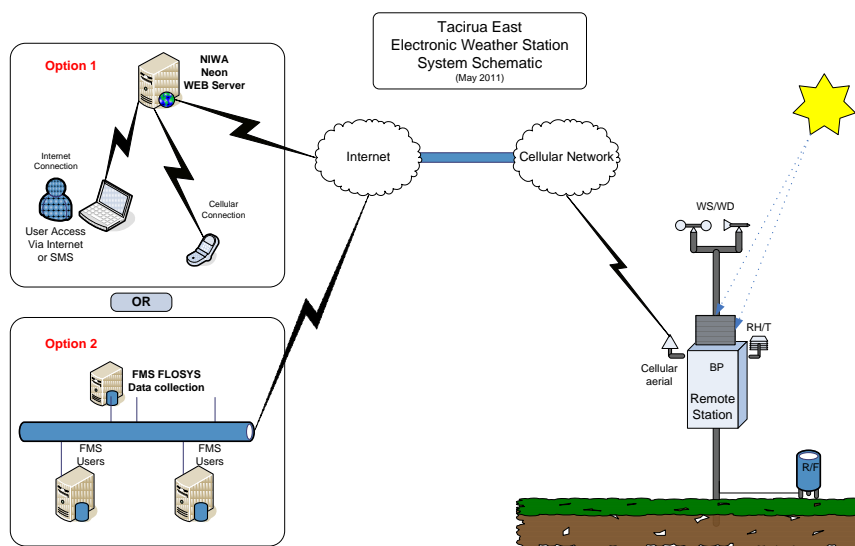 Tacirua East
Electronic Weather Station
System Schematic
(May 2011)
Option 1
NIWA
Neon
WEB Server
Internet
Connection
User Access
Via Internet
or SMS
Cellular
Connection
Internet
Cellular Network
OR
Option 2
FMS FLOSYS
Data collection
FMS
Users
FMS
Users
WS/WD
RH/T
Cellular
aerial
BP
Remote
Station
R/F